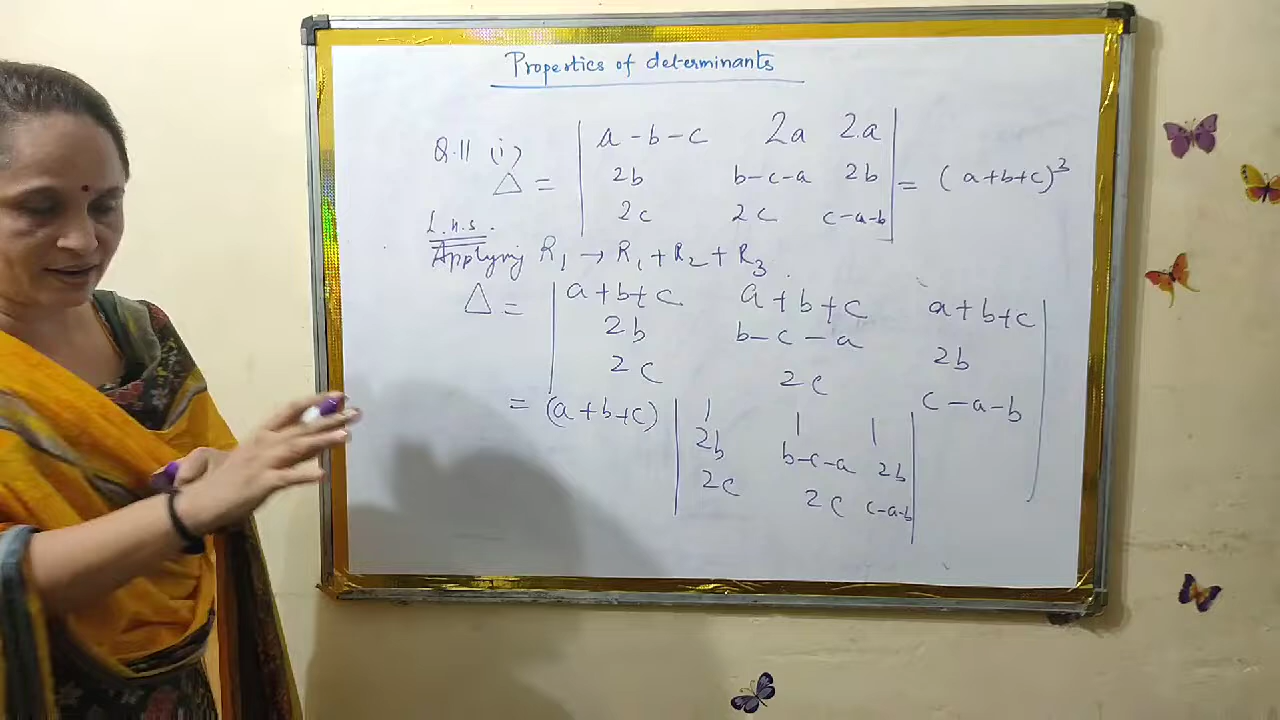 Properties of determinants
Q.11 (i)
a-b-c 2a 2a
Δ = 2b b-c-a 2b = (a+b+c)³
2c 2c c-a-b
L.h.s.
Applying R₁ → R₁ + R₂ + R₃.
Δ = a+b+c a+b+c a+b+c
2b b-c-a 2b
2c 2c c-a-b
= (a+b+c) 1 1 1
2b b-c-a 2b
2c 2c c-a-b